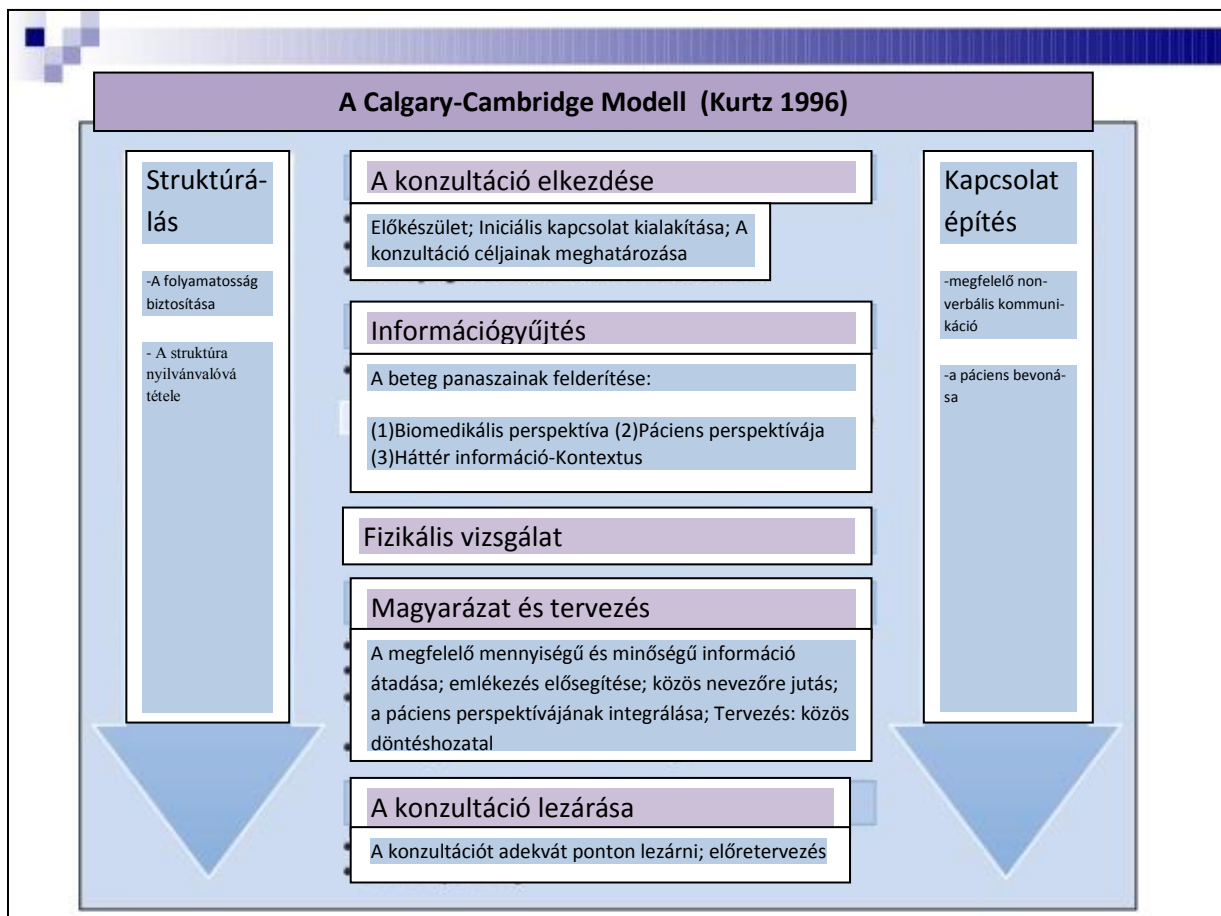 A Calgary-Cambridge Modell (Kurtz 1996)
Struktúrá-
lás
-A folyamatosság
biztosítása
- A struktúra
nyilvánvalóvá
tétele
A konzultáció elkezdése
Előkészület; Iniciális kapcsolat kialakítása; A
konzultáció céljainak meghatározása
Információgyűjtés
A beteg panaszainak felderítése:
(1)Biomedikális perspektíva (2)Páciens perspektívája
(3)Háttér információ-Kontextus
Fizikális vizsgálat
Magyarázat és tervezés
A megfelelő mennyiségű és minőségű információ
átadása; emlékezés elősegítése; közös nevezőre jutás;
a páciens perspektívájának integrálása; Tervezés: közös
döntéshozatal
A konzultáció lezárása
A konzultációt adekvát ponton lezárni; előretervezés
Kapcsolat
építés
-megfelelő non-
verbális kommuni-
káció
-a páciens bevoná-
sa